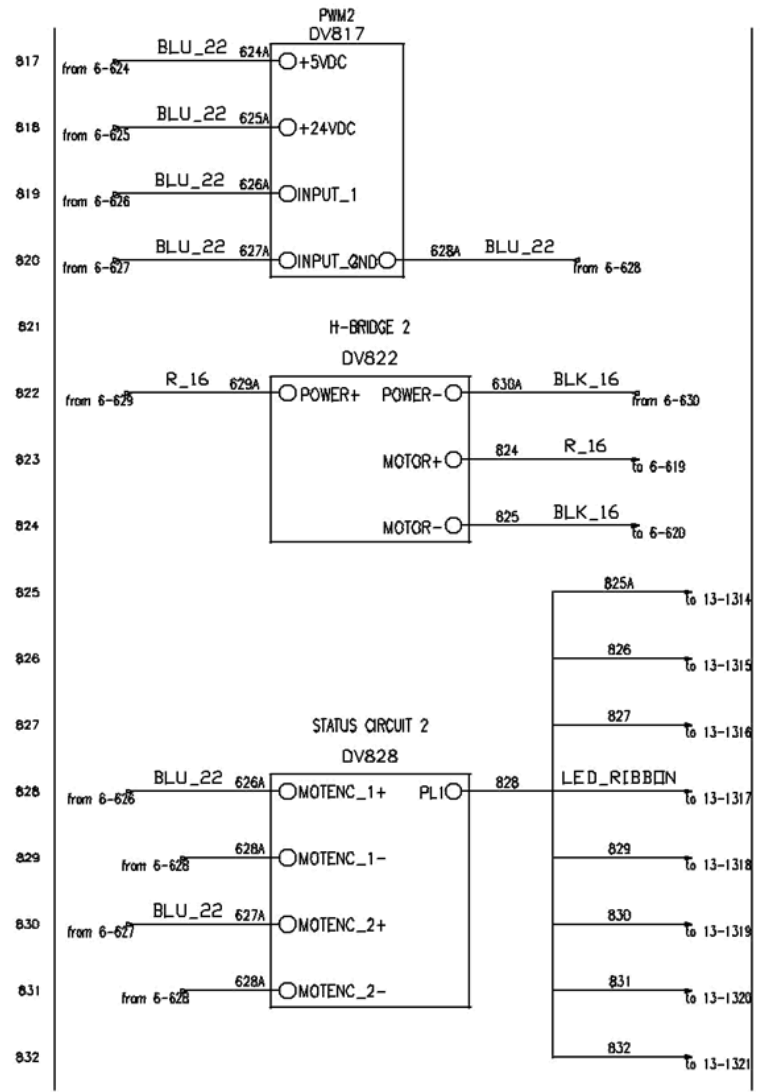 PWM2
DV817
817 from 6-624 BLU_22 624A +5VDC
818 from 6-625 BLU_22 625A +24VDC
819 from 6-626 BLU_22 626A INPUT_1
820 from 6-627 BLU_22 627A INPUT_2 GND 628A BLU_22 from 6-628
821 H-BRIDGE 2
DV822
822 from 6-629 R_16 629A POWER+ POWER- 630A BLK_16 from 6-630
823 MOTOR+ 824 R_16 to 6-619
824 MOTOR- 825 BLK_16 to 6-620
825 825A to 13-1314
826 826 to 13-1315
827 827 to 13-1316
STATUS CIRCUIT 2
DV828
828 from 6-626 BLU_22 626A MOTENC_1+ PL1 828 LED_RIBBON to 13-1317
829 from 6-628 628A MOTENC_1- 829 to 13-1318
830 from 6-627 BLU_22 627A MOTENC_2+ 830 to 13-1319
831 from 6-628 628A MOTENC_2- 831 to 13-1320
832 832 to 13-1321